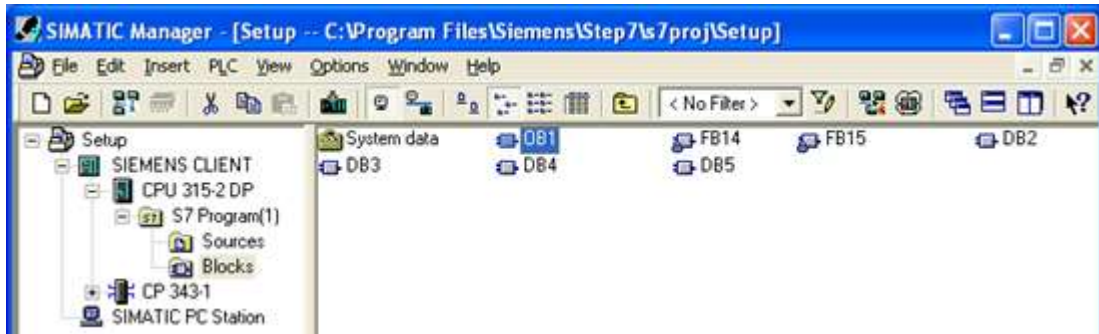 SIMATIC Manager - [Setup -- C:\Program Files\Siemens\Step7\s7proj\Setup]
File Edit Insert PLC View Options Window Help
< No Filter >
Setup
SIEMENS CLIENT
CPU 315-2 DP
S7 Program(1)
Sources
Blocks
CP 343-1
SIMATIC PC Station
System data OB1 FB14 FB15 DB2
DB3 DB4 DB5